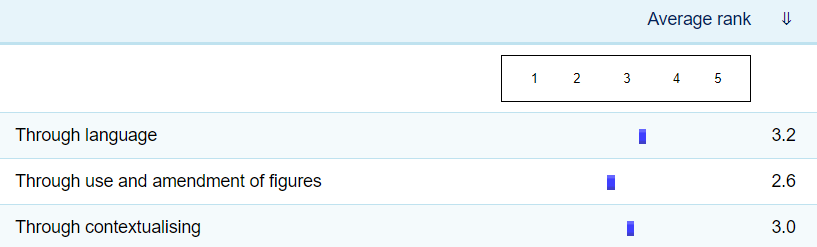 Average rank ⇓
1 2 3 4 5
Through language 3.2
Through use and amendment of figures 2.6
Through contextualising 3.0